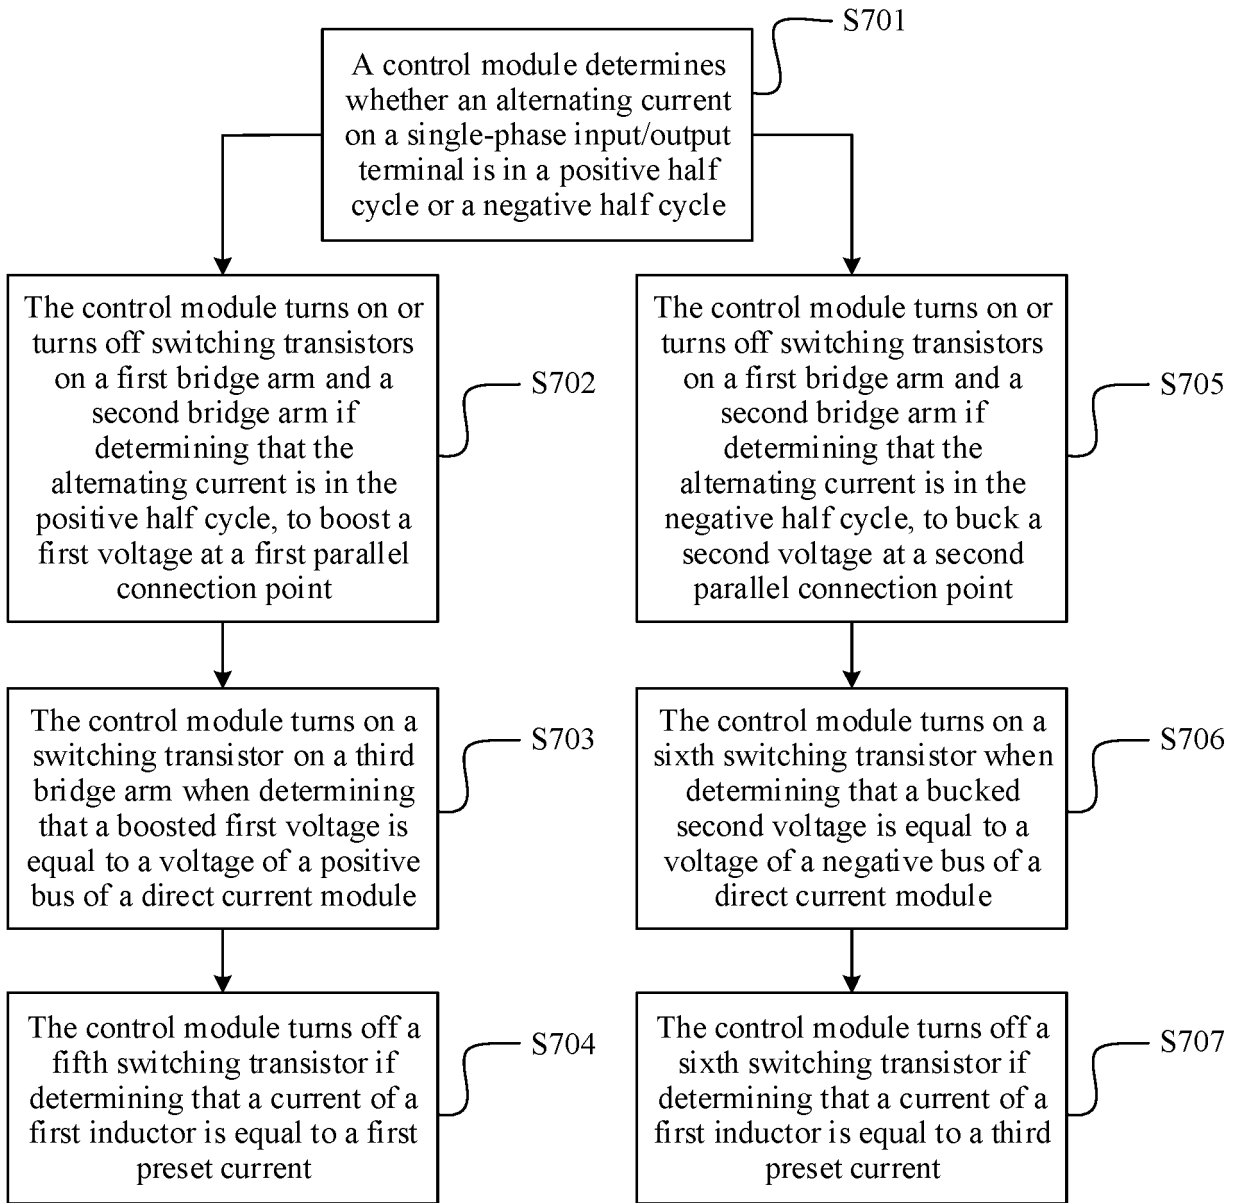 S701
A control module determines
whether an alternating current
on a single-phase input/output
terminal is in a positive half
cycle or a negative half cycle
The control module turns on or
turns off switching transistors
on a first bridge arm and a
second bridge arm if
determining that the
alternating current is in the
positive half cycle, to boost a
first voltage at a first parallel
connection point
S702
The control module turns on a
switching transistor on a third
bridge arm when determining
that a boosted first voltage is
equal to a voltage of a positive
bus of a direct current module
S703
The control module turns off a
fifth switching transistor if
determining that a current of a
first inductor is equal to a first
preset current
S704
The control module turns on or
turns off switching transistors
on a first bridge arm and a
second bridge arm if
determining that the
alternating current is in the
negative half cycle, to buck a
second voltage at a second
parallel connection point
S705
The control module turns on a
sixth switching transistor when
determining that a bucked
second voltage is equal to a
voltage of a negative bus of a
direct current module
S706
The control module turns off a
sixth switching transistor if
determining that a current of a
first inductor is equal to a third
preset current
S707